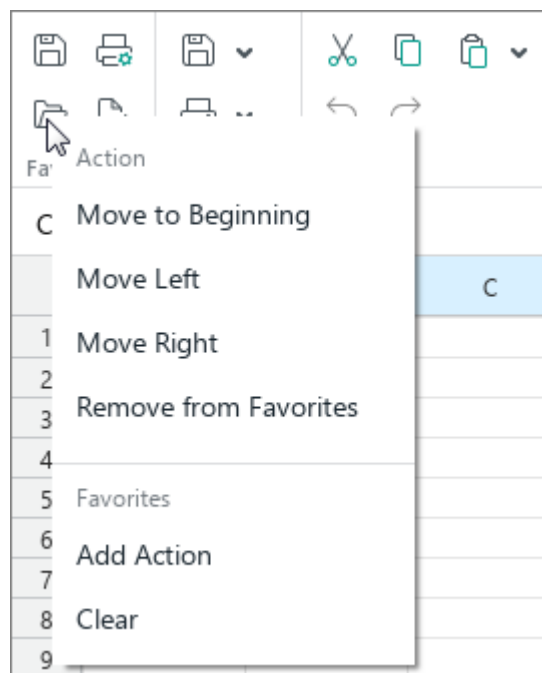 Fa
Action
C
Move to Beginning
Move Left
C
Move Right
1
2
Remove from Favorites
3
4
Favorites
5
6
Add Action
7
8
Clear
9